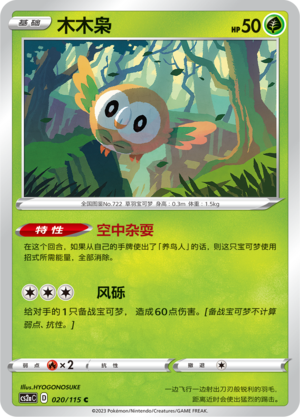 基础
木木枭
HP50
全国图鉴No.722 草羽宝可梦 身高：0.3m 体重：1.5kg
特性 空中杂耍
在这个回合，如果从自己的手牌使出了「养鸟人」的话，则这只宝可梦使用
招式所需能量，全部消除。
风砾
给对手的1只备战宝可梦，造成60点伤害。[备战宝可梦不计算
弱点、抗性。]
弱点 ×2 抗性 撤退
Illus.HYOGONOSUKE
CS3aC D 020/115 C
一边飞行一边射出刀刃般锐利的羽毛。
距离近时会使出猛烈的踢击。
©2023 Pokémon/Nintendo/Creatures/GAME FREAK.